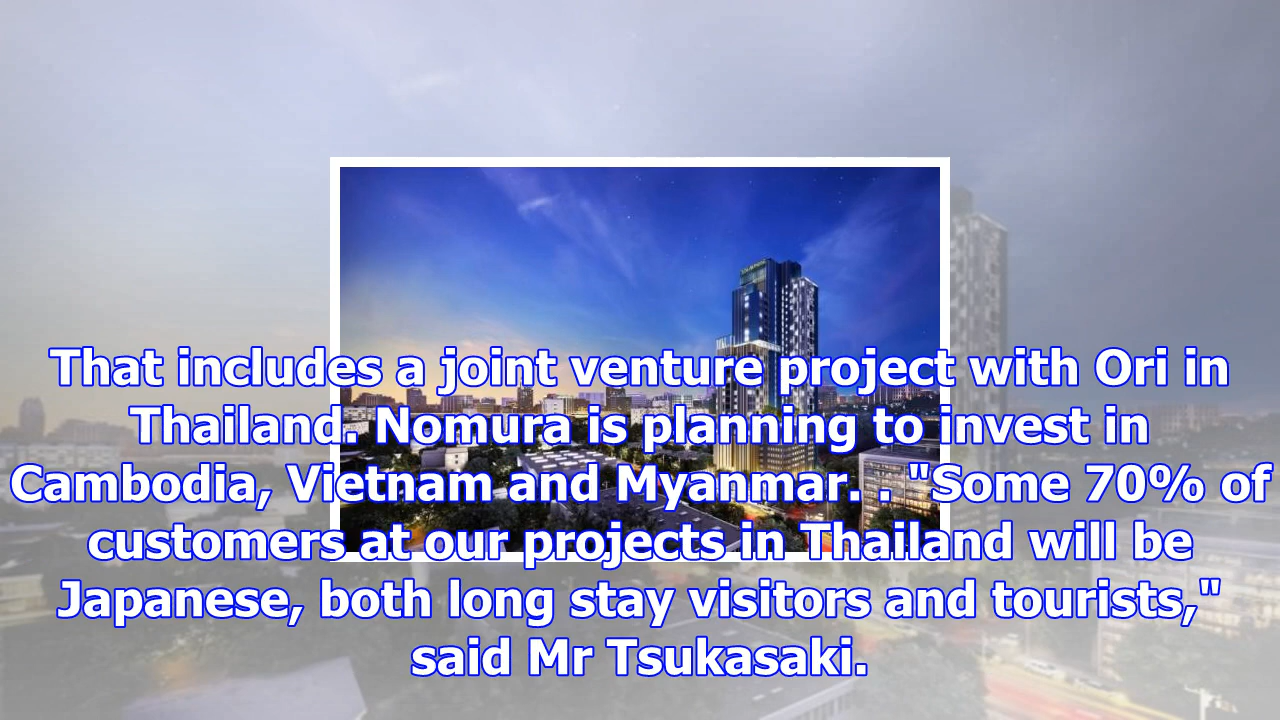 That includes a joint venture project with Ori in
Thailand. Nomura is planning to invest in
Cambodia, Vietnam and Myanmar. . "Some 70% of
customers at our projects in Thailand will be
Japanese, both long stay visitors and tourists,"
said Mr Tsukasaki.